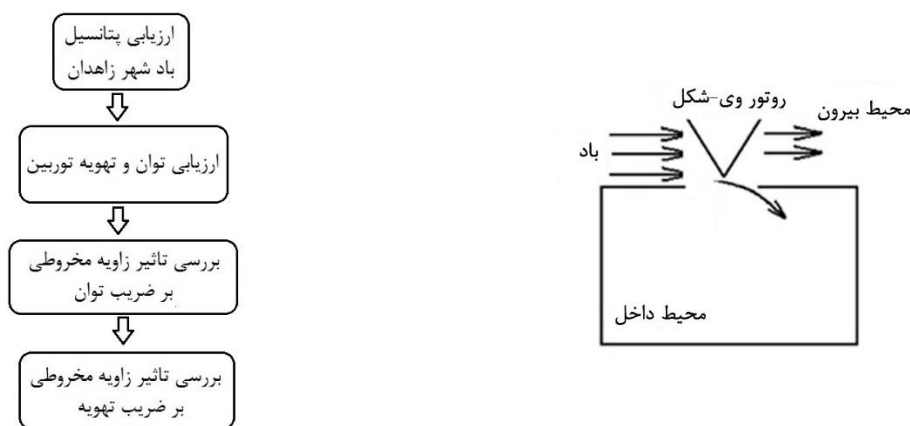 ارزیابی پتانسیل
باد شهر زاهدان
ارزیابی توان و تهویه توربین
بررسی تاثیر زاویه مخروطی
بر ضریب توان
بررسی تاثیر زاویه مخروطی
بر ضریب تهویه
روتور وی-شکل
محیط بیرون
باد
محیط داخل